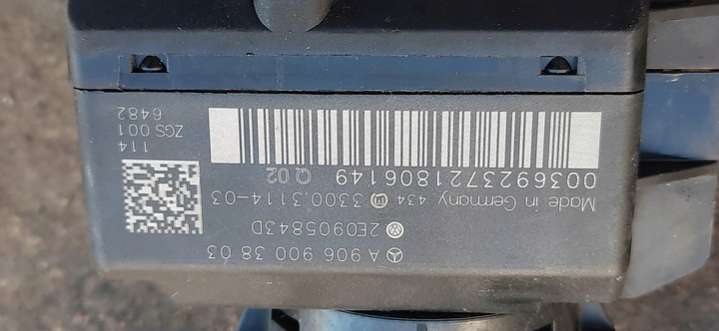 A 906 900 38 03
2E0905843D
Made in Germany 434 3300.3114-03
0036923721806149 Q 02
114
ZGS 001
6482